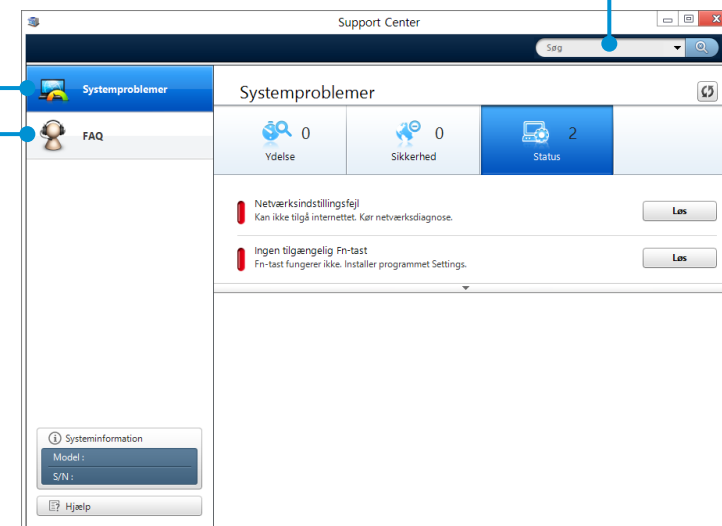 Support Center
Søg
Systemproblemer
FAQ
Systemproblemer
0
Ydelse
0
Sikkerhed
2
Status
Netværksindstillingsfejl
Kan ikke tilgå internettet. Kør netværksdiagnose.
Løs
Ingen tilgængelig Fn-tast
Fn-tast fungerer ikke. Installer programmet Settings.
Løs
Systeminformation
Model :
S/N :
Hjælp